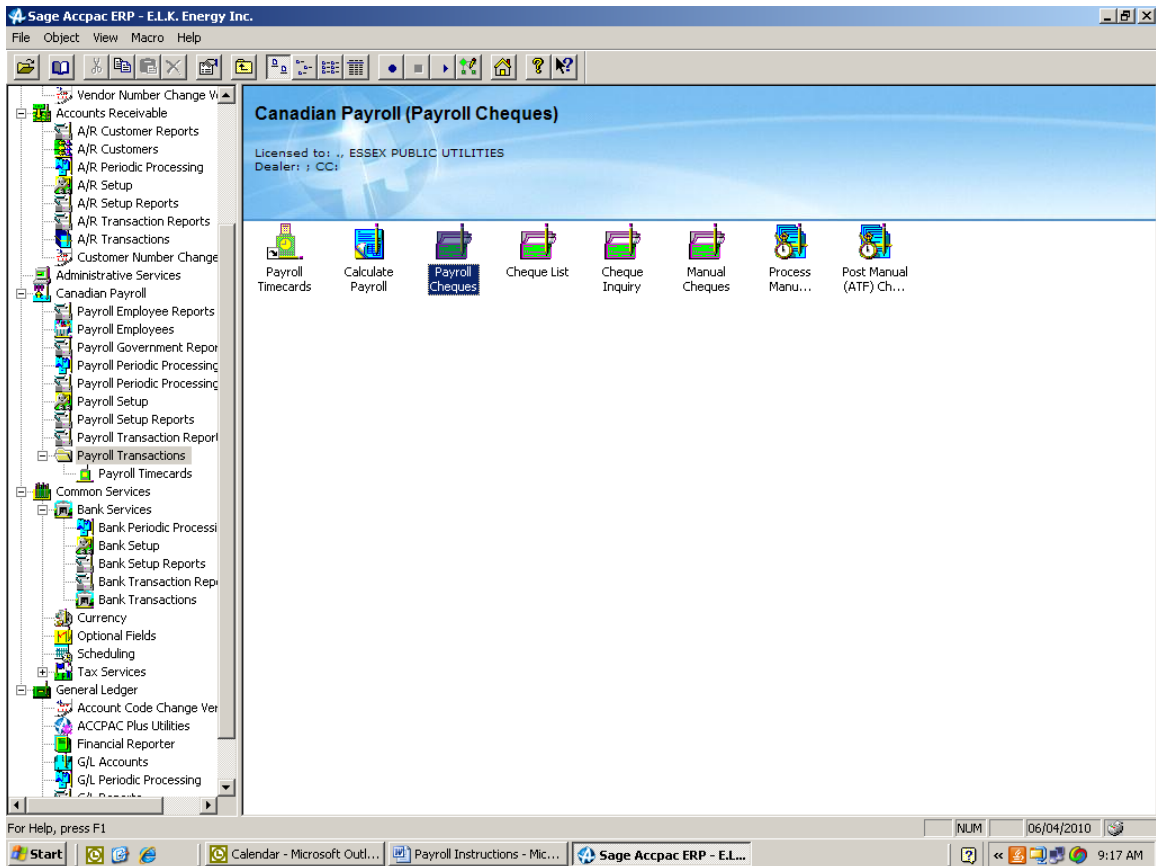 Sage Accpac ERP - E.L.K. Energy Inc.
File Object View Macro Help
Vendor Number Change V
Accounts Receivable
A/R Customer Reports
A/R Customers
A/R Periodic Processing
A/R Setup
A/R Setup Reports
A/R Transaction Reports
A/R Transactions
Customer Number Change
Administrative Services
Canadian Payroll
Payroll Employee Reports
Payroll Employees
Payroll Government Repor
Payroll Periodic Processing
Payroll Periodic Processing
Payroll Setup
Payroll Setup Reports
Payroll Transaction Report
Payroll Transactions
Payroll Timecards
Common Services
Bank Services
Bank Periodic Processi
Bank Setup
Bank Setup Reports
Bank Transaction Rep
Bank Transactions
Currency
Optional Fields
Scheduling
Tax Services
General Ledger
Account Code Change Ver
ACCPAC Plus Utilities
Financial Reporter
G/L Accounts
G/L Periodic Processing
Canadian Payroll (Payroll Cheques)
Licensed to: ., ESSEX PUBLIC UTILITIES
Dealer: ; CC:
Payroll Timecards
Calculate Payroll
Payroll Cheques
Cheque List
Cheque Inquiry
Manual Cheques
Process Manu...
Post Manual (ATF) Ch...
For Help, press F1
NUM 06/04/2010
Start Calendar - Microsoft Outl... Payroll Instructions - Mic... Sage Accpac ERP - E.L... « 9:17 AM